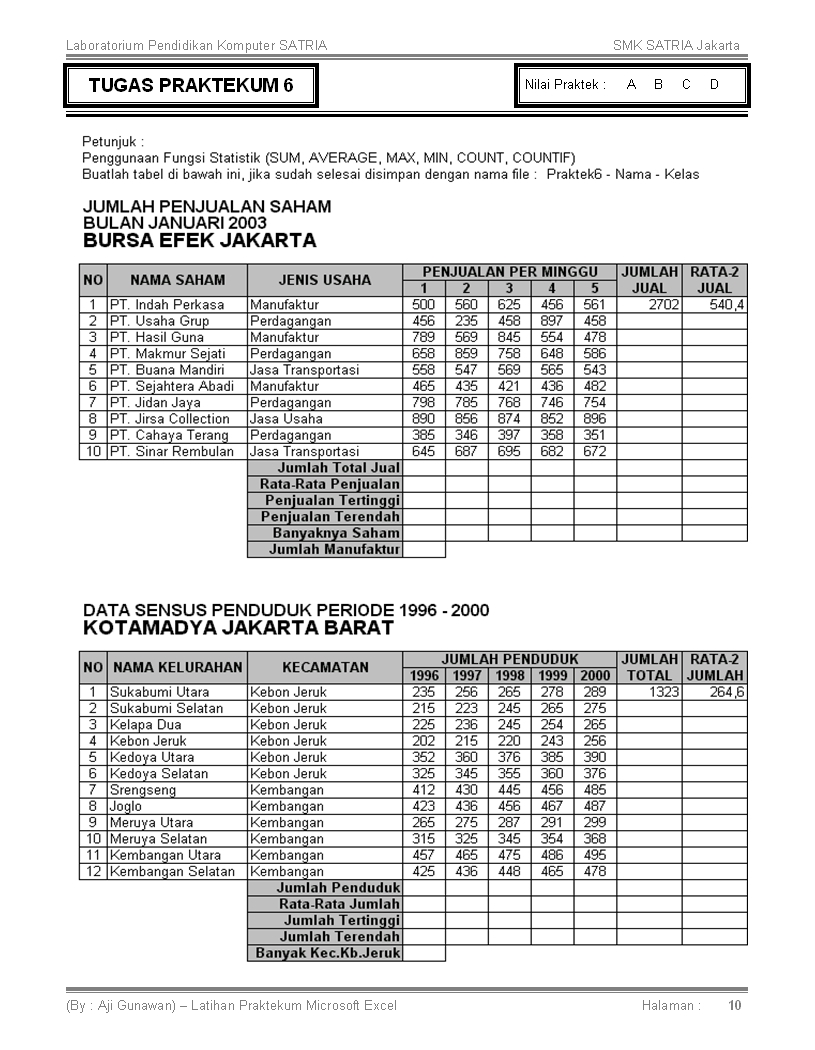 Laboratorium Pendidikan Komputer SATRIA SMK SATRIA Jakarta
TUGAS PRAKTEKUM 6 Nilai Praktek : A B C D
Petunjuk :
Penggunaan Fungsi Statistik (SUM, AVERAGE, MAX, MIN, COUNT, COUNTIF)
Buatlah tabel di bawah ini, jika sudah selesai disimpan dengan nama file : Praktek6 - Nama - Kelas
JUMLAH PENJUALAN SAHAM
BULAN JANUARI 2003
BURSA EFEK JAKARTA
NO NAMA SAHAM JENIS USAHA PENJUALAN PER MINGGU JUMLAH JUAL RATA-2 JUAL
1 2 3 4 5
1 PT. Indah Perkasa Manufaktur 500 560 625 456 561 2702 540,4
2 PT. Usaha Grup Perdagangan 456 235 458 897 458
3 PT. Hasil Guna Manufaktur 789 569 845 554 478
4 PT. Makmur Sejati Perdagangan 658 859 758 648 586
5 PT. Buana Mandiri Jasa Transportasi 558 547 569 565 543
6 PT. Sejahtera Abadi Manufaktur 465 435 421 436 482
7 PT. Jidan Jaya Perdagangan 798 785 768 746 754
8 PT. Jirsa Collection Jasa Usaha 890 856 874 852 896
9 PT. Cahaya Terang Perdagangan 385 346 397 358 351
10 PT. Sinar Rembulan Jasa Transportasi 645 687 695 682 672
Jumlah Total Jual
Rata-Rata Penjualan
Penjualan Tertinggi
Penjualan Terendah
Banyaknya Saham
Jumlah Manufaktur
DATA SENSUS PENDUDUK PERIODE 1996 - 2000
KOTAMADYA JAKARTA BARAT
NO NAMA KELURAHAN KECAMATAN JUMLAH PENDUDUK JUMLAH TOTAL RATA-2 JUMLAH
1996 1997 1998 1999 2000
1 Sukabumi Utara Kebon Jeruk 235 256 265 278 289 1323 264,6
2 Sukabumi Selatan Kebon Jeruk 215 223 245 265 275
3 Kelapa Dua Kebon Jeruk 225 236 245 254 265
4 Kebon Jeruk Kebon Jeruk 202 215 220 243 256
5 Kedoya Utara Kebon Jeruk 352 360 376 385 390
6 Kedoya Selatan Kebon Jeruk 325 345 355 360 376
7 Srengseng Kembangan 412 430 445 456 485
8 Joglo Kembangan 423 436 456 467 487
9 Meruya Utara Kembangan 265 275 287 291 299
10 Meruya Selatan Kembangan 315 325 345 354 368
11 Kembangan Utara Kembangan 457 465 475 486 495
12 Kembangan Selatan Kembangan 425 436 448 465 478
Jumlah Penduduk
Rata-Rata Jumlah
Jumlah Tertinggi
Jumlah Terendah
Banyak Kec.Kb.Jeruk
(By : Aji Gunawan) – Latihan Praktekum Microsoft Excel Halaman : 10